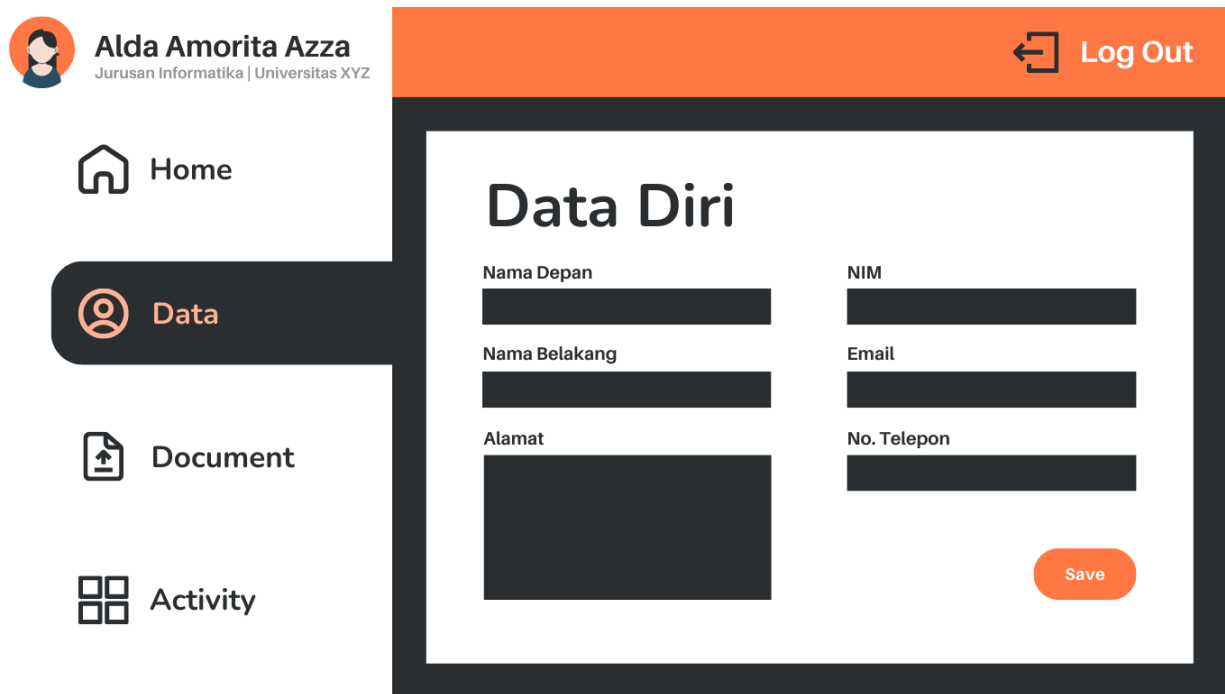 Alda Amorita Azza
Jurusan Informatika | Universitas XYZ
Log Out
Home
Data
Document
Activity
Data Diri
Nama Depan
NIM
Nama Belakang
Email
Alamat
No. Telepon
Save